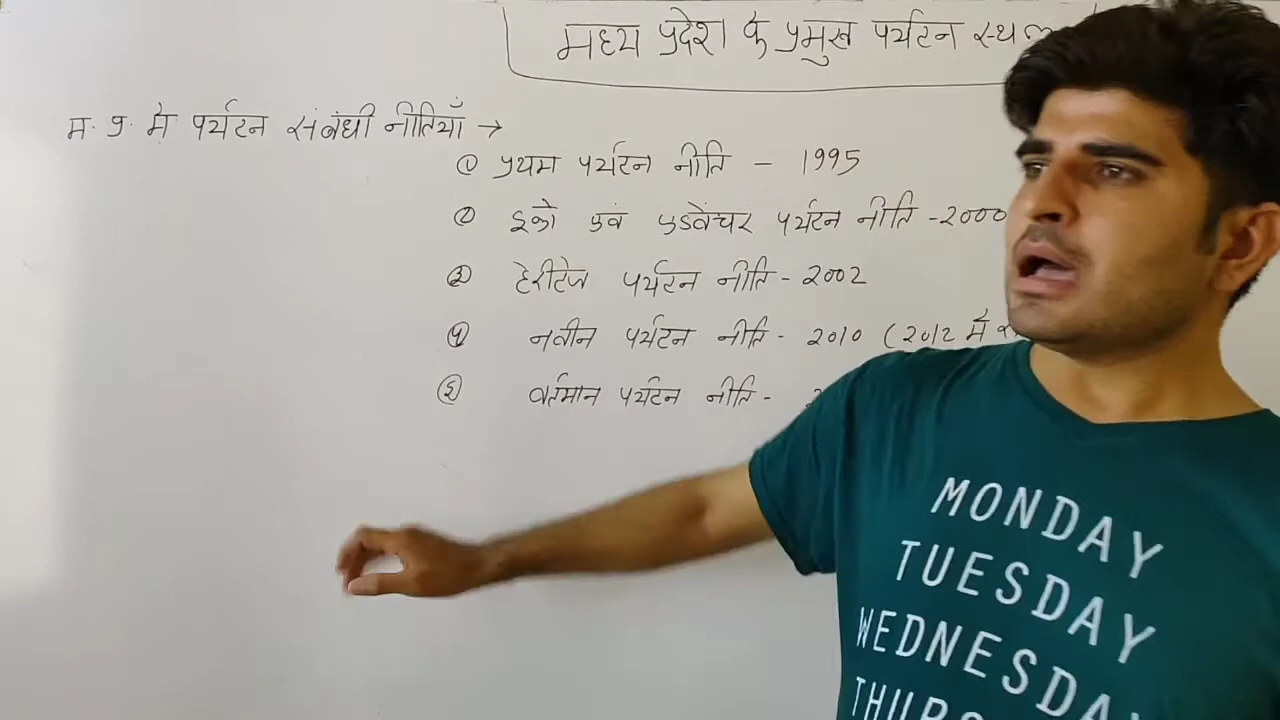 मध्य प्रदेश के प्रमुख पर्यटन स्थल
म. प्र. में पर्यटन संबंधी नीतियाँ →
① प्रथम पर्यटन नीति - 1995
② इको एवं एडवेंचर पर्यटन नीति - 2000
③ हेरीटेज पर्यटन नीति - 2002
④ नवीन पर्यटन नीति - 2010 (2012 में
⑤ वर्तमान पर्यटन नीति -
MONDAY
TUESDAY
WEDNESDAY